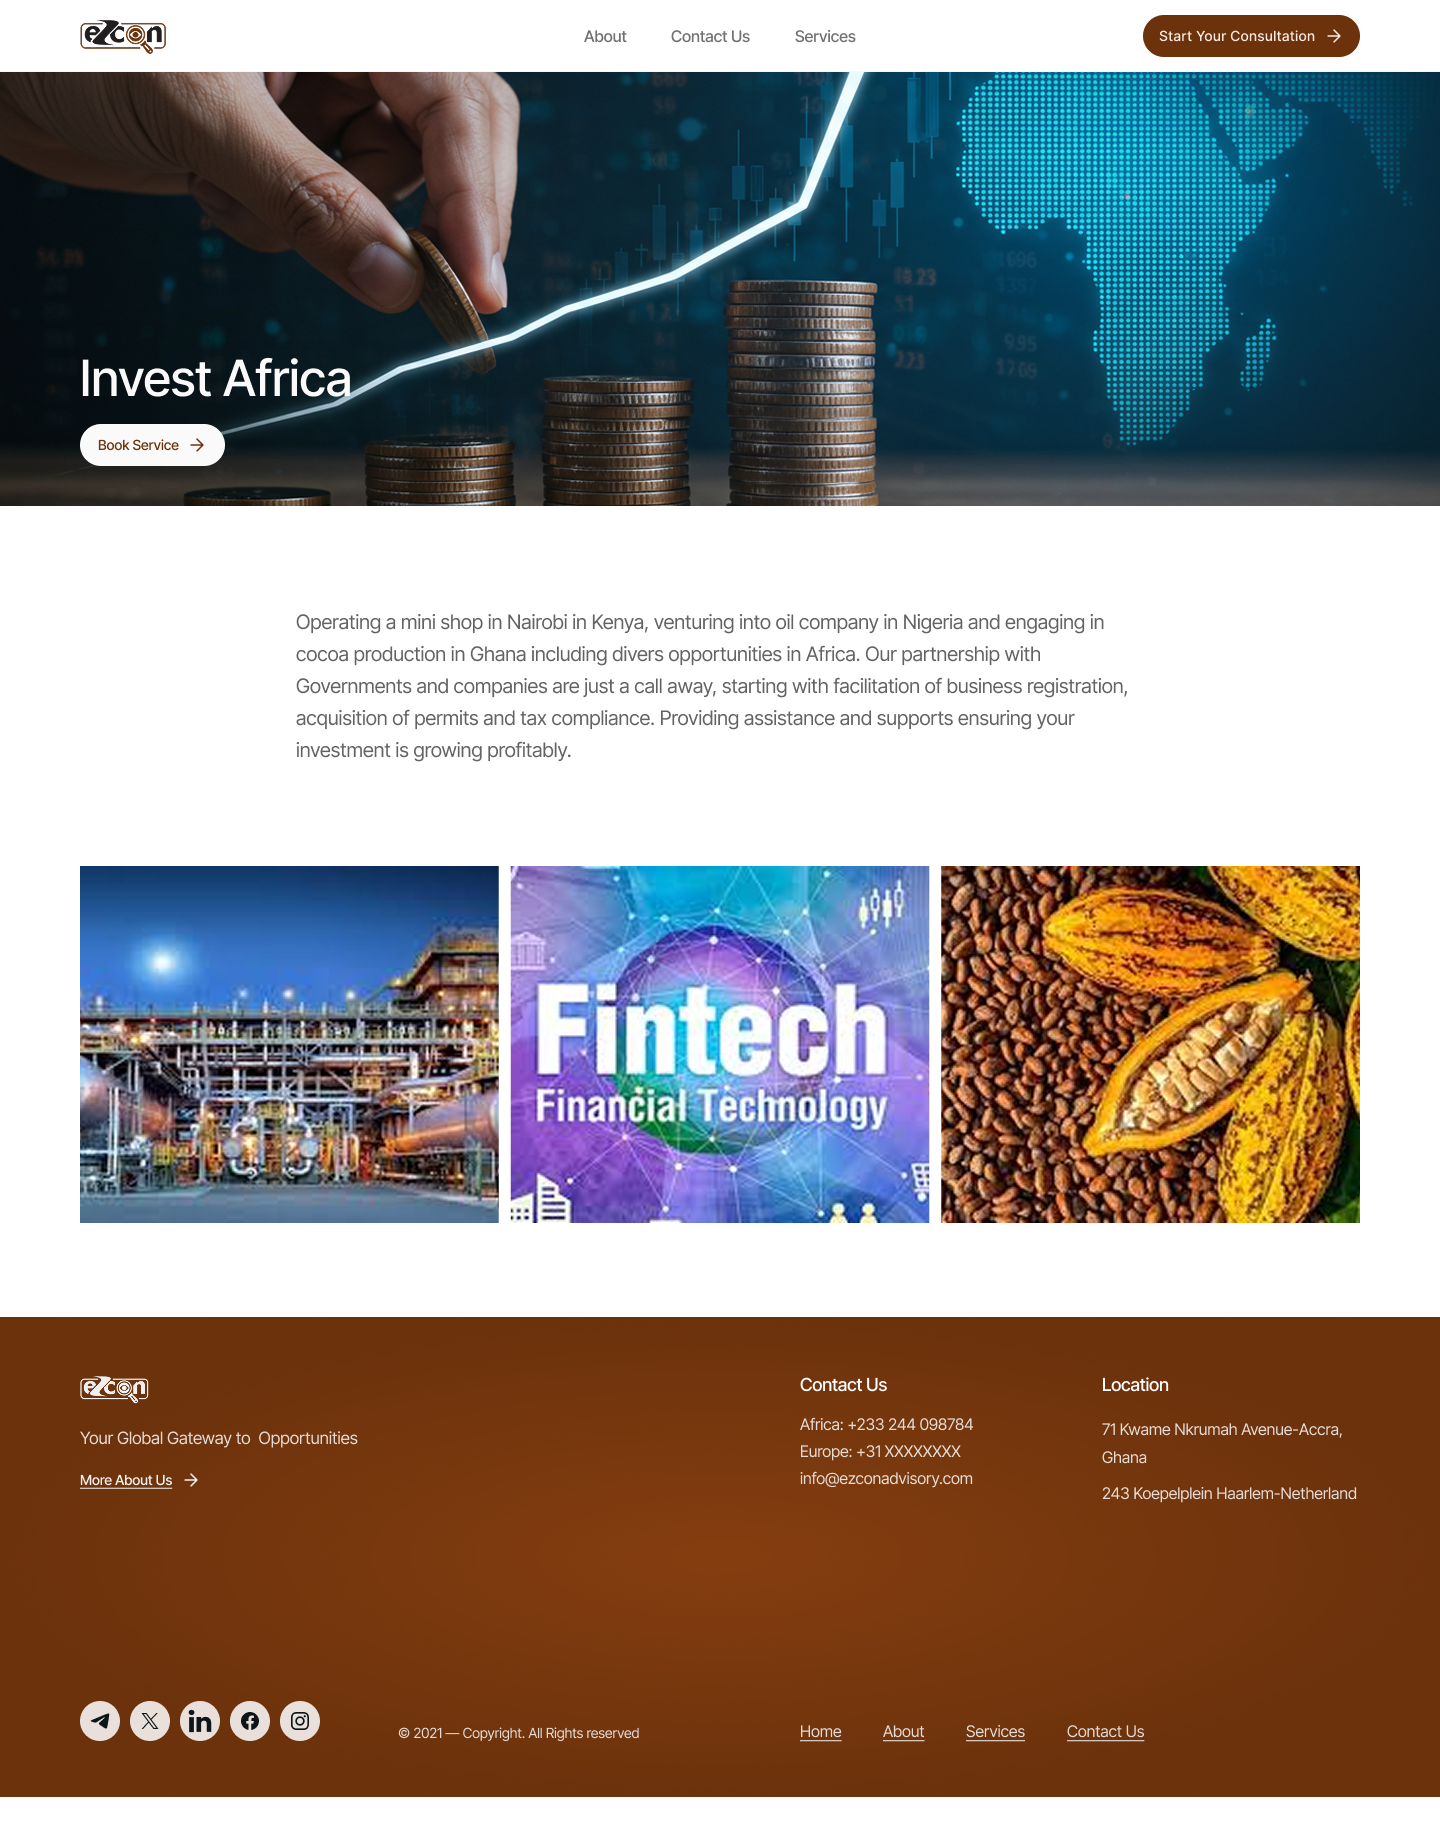 eZcon
About
Contact Us
Services
Start Your Consultation
Invest Africa
Book Service
Operating a mini shop in Nairobi in Kenya, venturing into oil company in Nigeria and engaging in
cocoa production in Ghana including divers opportunities in Africa. Our partnership with
Governments and companies are just a call away, starting with facilitation of business registration,
acquisition of permits and tax compliance. Providing assistance and supports ensuring your
investment is growing profitably.
Fintech
Financial Technology
eZcon
Your Global Gateway to Opportunities
More About Us
Contact Us
Africa: +233 244 098784
Europe: +31 XXXXXXXX
info@ezconadvisory.com
Location
71 Kwame Nkrumah Avenue-Accra,
Ghana
243 Koepelplein Haarlem-Netherland
© 2021 — Copyright. All Rights reserved
Home
About
Services
Contact Us